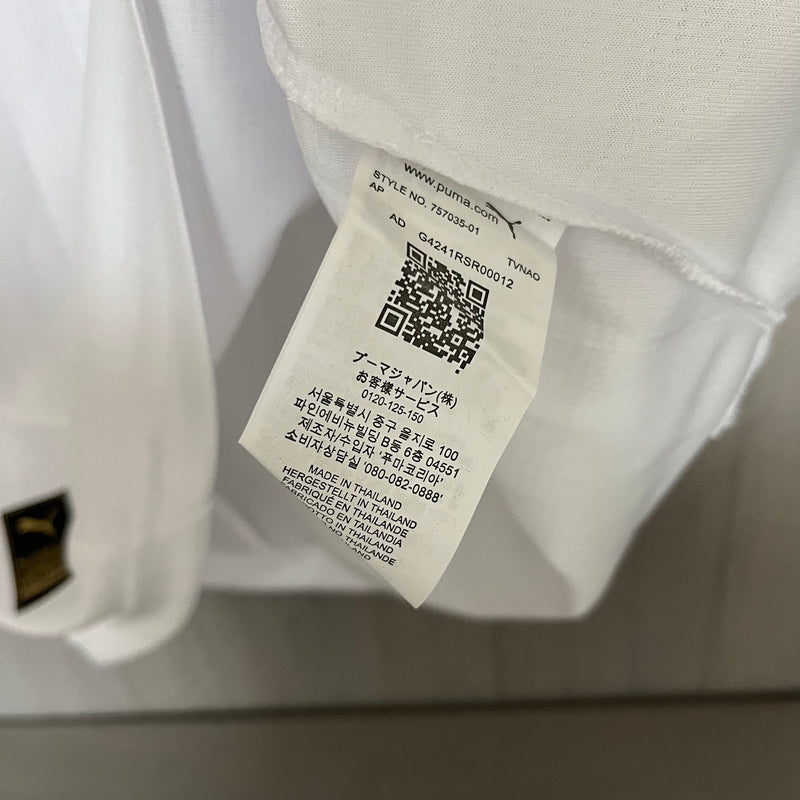 www.puma.com
STYLE NO. 757035-01
AP
AD G4241RSR00012 TVNAO
プーマジャパン(株)
お客様サービス
0120-125-150
서울특별시 중구 을지로 100
파인에비뉴빌딩 B동 6층 04551
제조자/수입자 '푸마코리아'
소비자상담실 080-082-0888'
MADE IN THAILAND
HERGESTELLT IN THAILAND
FABRIQUÉ EN THAILANDE
FABRICADO EN TAILANDIA
IN THAILAND
THAILANDE